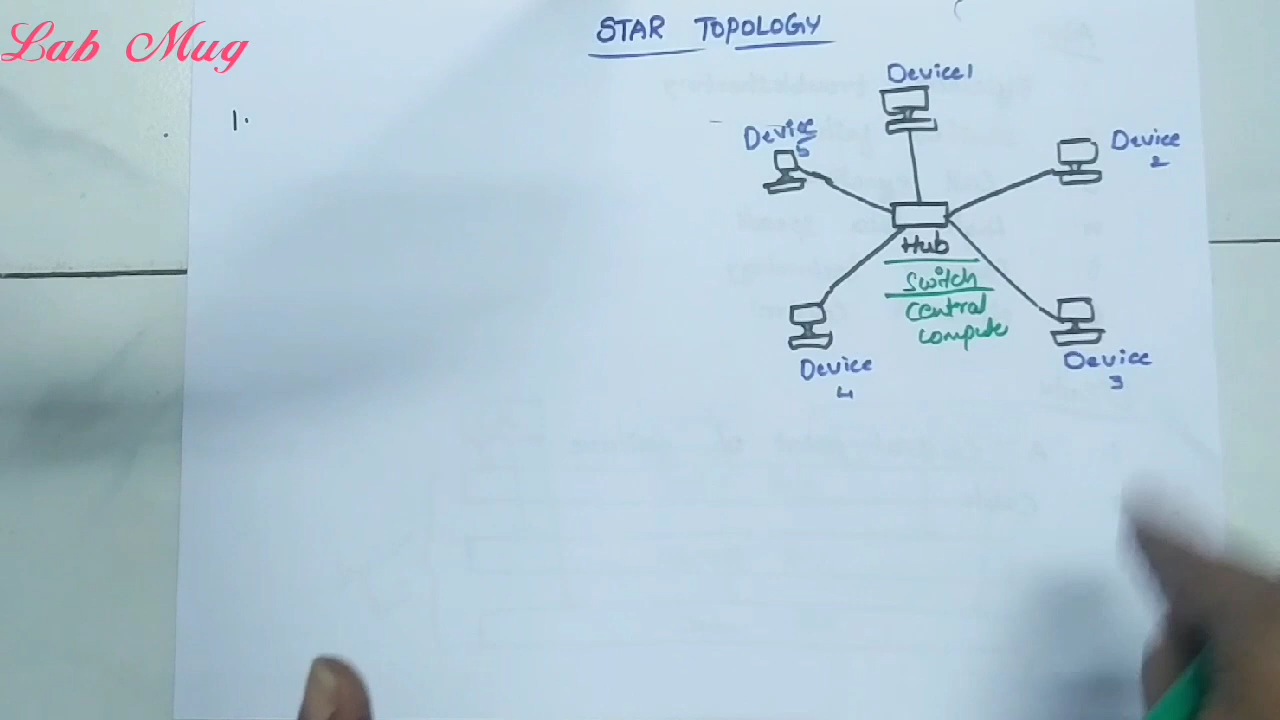 Lab Mug
STAR TOPOLOGY
1.
Device1
Device
5
Device
2
Hub
Switch
Central
compute
Device
4
Device
3